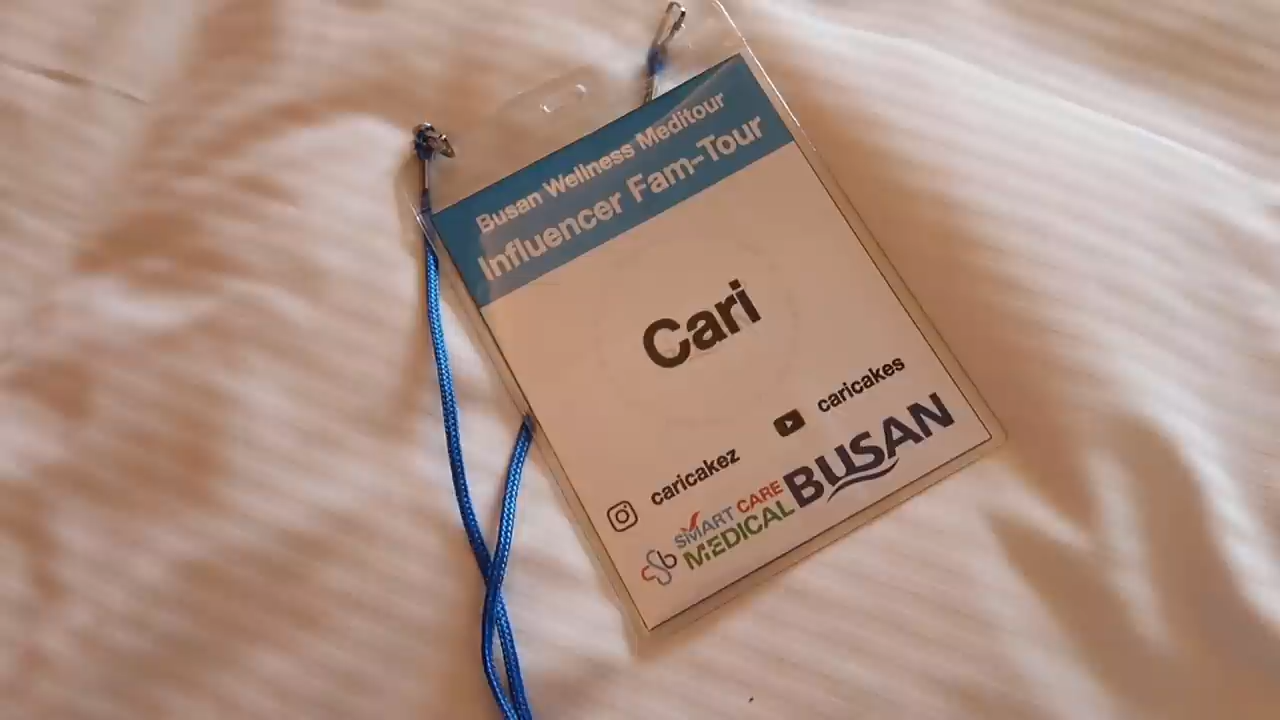 Busan Wellness Meditour
Influencer Fam-Tour
Cari
caricakes
caricakez
SMART CARE
MEDICAL
BUSAN